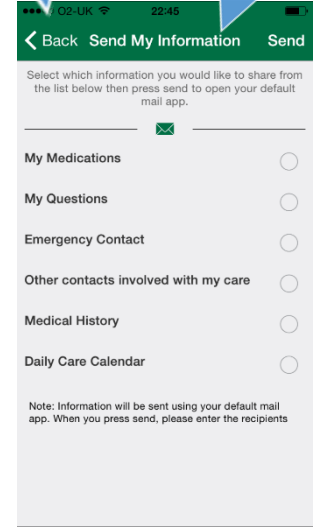 O2-UK 22:45
Back Send My Information Send
Select which information you would like to share from
the list below then press send to open your default
mail app.
My Medications
My Questions
Emergency Contact
Other contacts involved with my care
Medical History
Daily Care Calendar
Note: Information will be sent using your default mail
app. When you press send, please enter the recipients